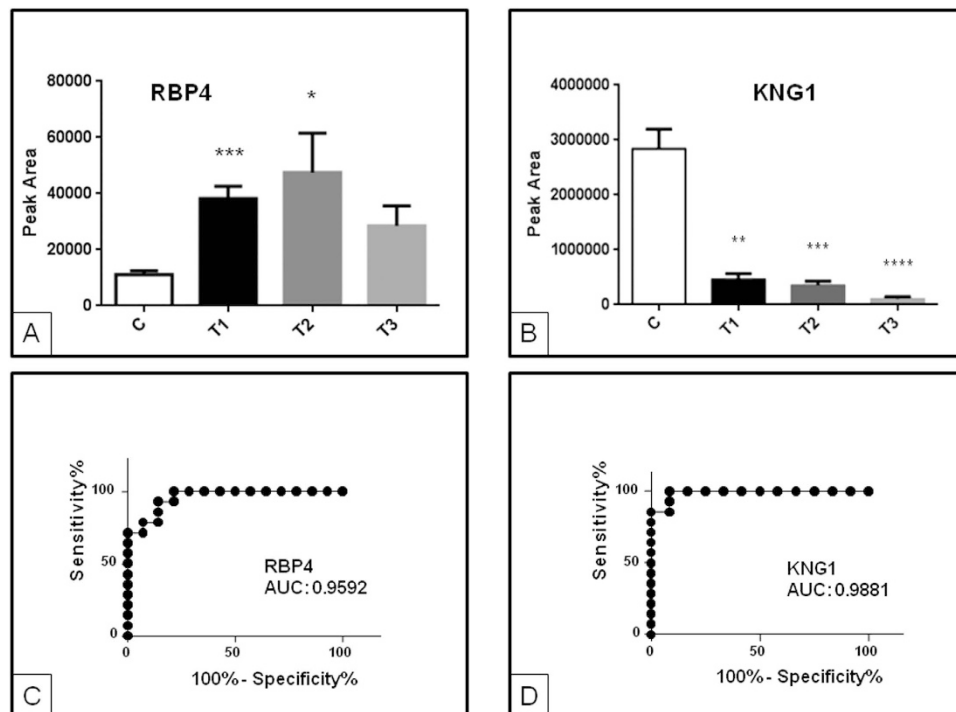 RBP4
Peak Area
80000
60000
40000
20000
0
***
*
C
T1
T2
T3
A
KNG1
Peak Area
4000000
3000000
2000000
1000000
0
**
***
****
C
T1
T2
T3
B
Sensitivity%
100
50
0
RBP4
AUC:0.9592
0
50
100
100%- Specificity%
C
Sensitivity%
100
50
0
KNG1
AUC:0.9881
0
50
100
100%- Specificity%
D